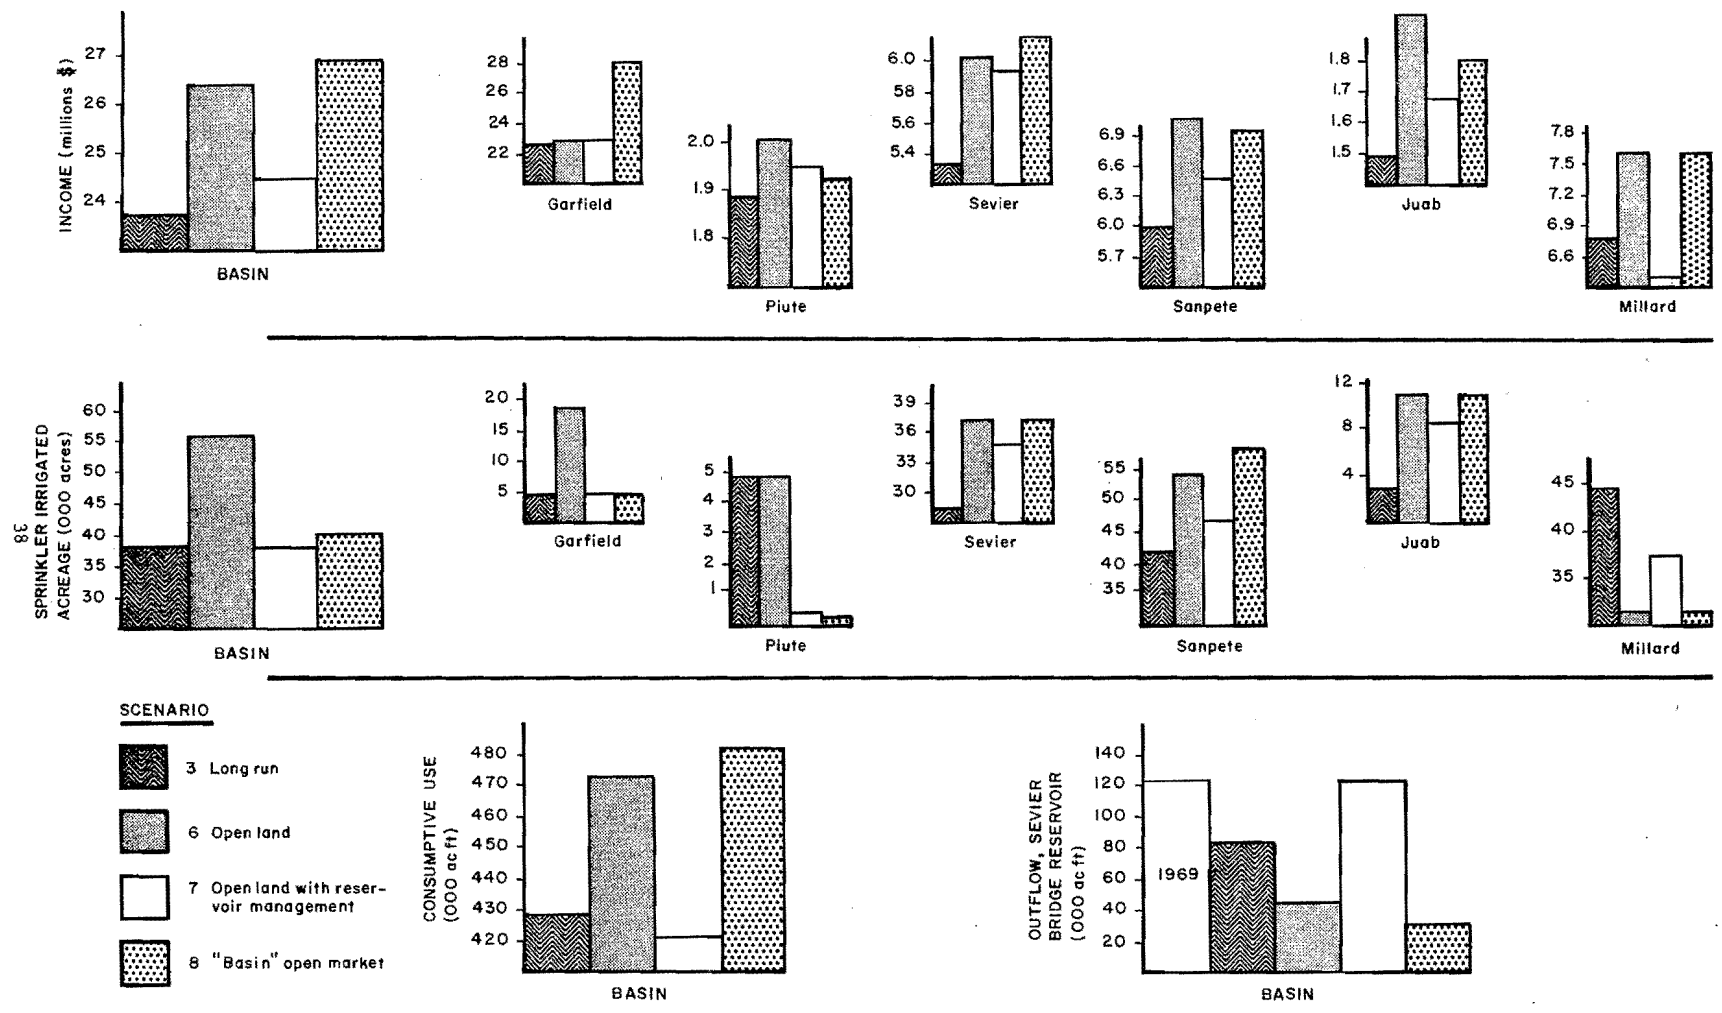 INCOME (millions $)
27
26
25
24
BASIN
28
26
24
22
Garfield
2.0
1.9
1.8
Piute
6.0
5.8
5.6
5.4
Sevier
6.9
6.6
6.3
6.0
5.7
Sanpete
1.8
1.7
1.6
1.5
Juab
7.8
7.5
7.2
6.9
6.6
Millard
38
SPRINKLER IRRIGATED
ACREAGE (000 acres)
60
55
50
45
40
35
30
BASIN
20
15
10
5
Garfield
5
4
3
2
1
Piute
39
36
33
30
Sevier
55
50
45
40
35
Sanpete
12
8
4
Juab
45
40
35
Millard
SCENARIO
3 Long run
6 Open land
7 Open land with reser-
voir management
8 "Basin" open market
CONSUMPTIVE USE
(000 ac ft)
480
470
460
450
440
430
420
BASIN
OUTFLOW, SEVIER
BRIDGE RESERVOIR
(000 ac ft)
140
120
100
80
60
40
20
1969
BASIN